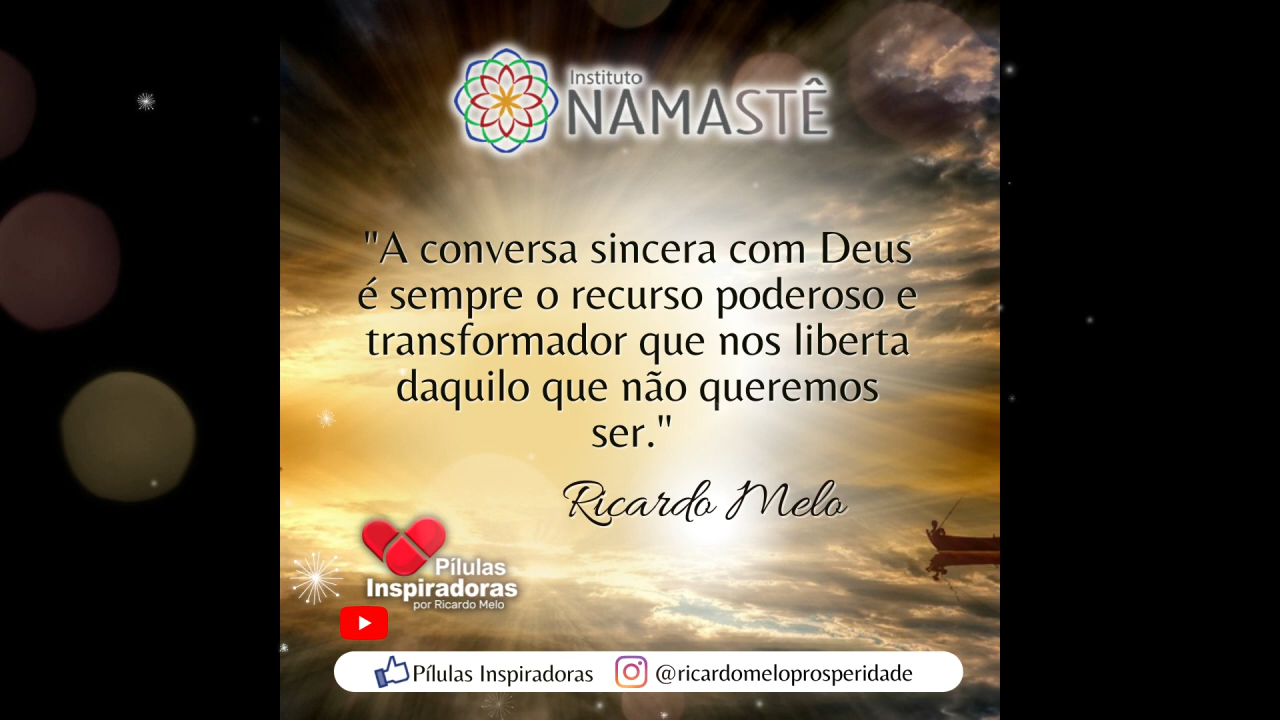 Instituto
NAMASTÊ
"A conversa sincera com Deus
é sempre o recurso poderoso e
transformador que nos liberta
daquilo que não queremos
ser."
Ricardo Melo
Pílulas
Inspiradoras
por Ricardo Melo
Pílulas Inspiradoras @ricardomeloprosperidade